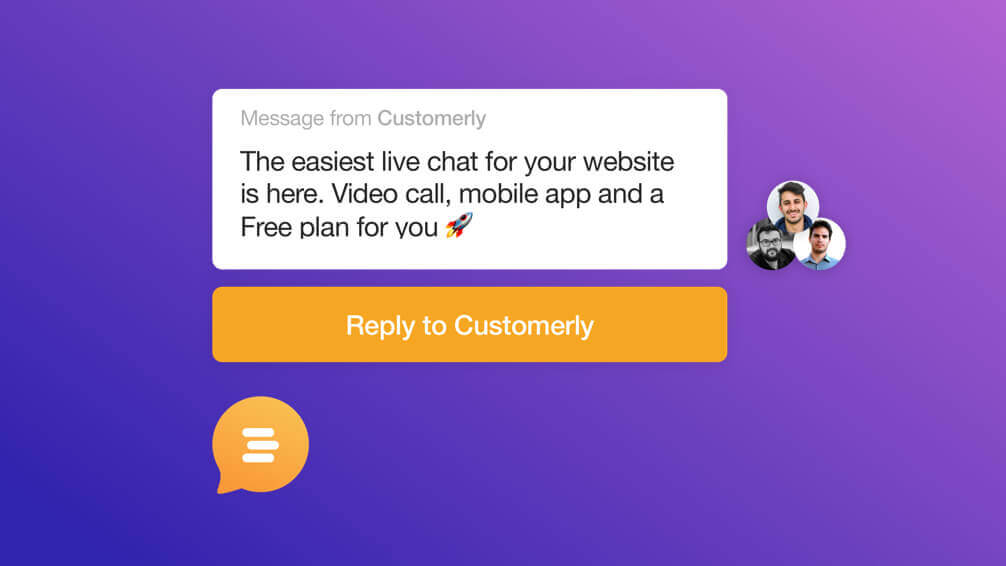 Message from Customerly
The easiest live chat for your website
is here. Video call, mobile app and a
Free plan for you 🚀
Reply to Customerly